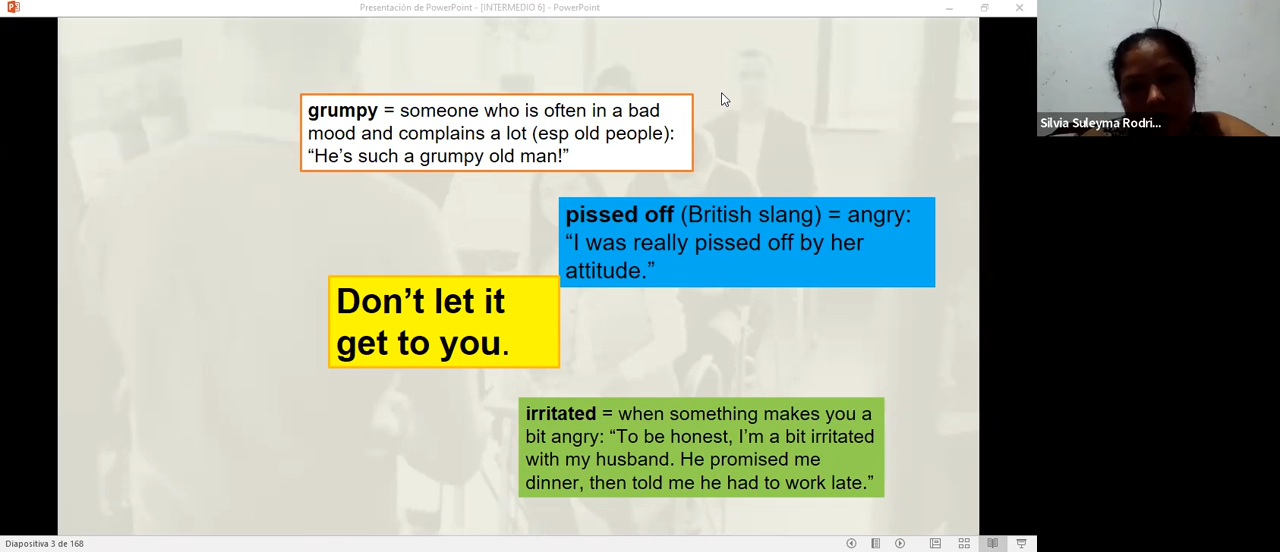 Presentación de PowerPoint - [INTERMEDIO 6] - PowerPoint
grumpy = someone who is often in a bad
mood and complains a lot (esp old people):
“He’s such a grumpy old man!”
Silvia Suleyma Rodri...
pissed off (British slang) = angry:
“I was really pissed off by her
attitude.”
Don’t let it
get to you.
irritated = when something makes you a
bit angry: “To be honest, I’m a bit irritated
with my husband. He promised me
dinner, then told me he had to work late.”
Diapositiva 3 de 168